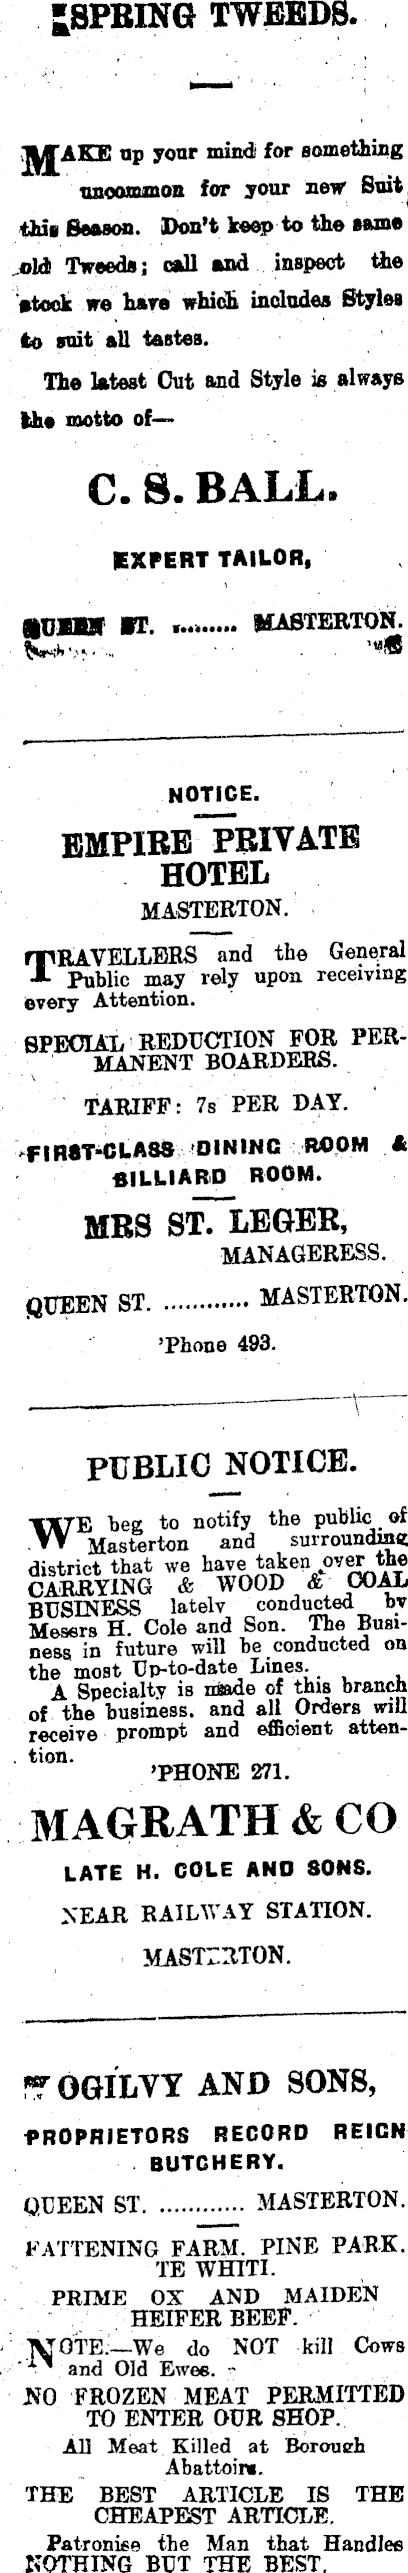 SPRING TWEEDS.
MAKE up your mind for something
uncommon for your new Suit
this Season. Don't keep to the same
old Tweeds; call and inspect the
stock we have which includes Styles
to suit all tastes.
The latest Cut and Style is always
the motto of—
C. S. BALL.
EXPERT TAILOR,
QUEEN ST. ......... MASTERTON.
NOTICE.
EMPIRE PRIVATE
HOTEL
MASTERTON.
TRAVELLERS and the General
Public may rely upon receiving
every Attention.
SPECIAL REDUCTION FOR PER-
MANENT BOARDERS.
TARIFF: 7s PER DAY.
FIRST-CLASS DINING ROOM &
BILLIARD ROOM.
MRS ST. LEGER,
MANAGERESS.
QUEEN ST. ............ MASTERTON.
'Phone 493.
PUBLIC NOTICE.
WE beg to notify the public of
Masterton and surrounding
district that we have taken over the
CARRYING & WOOD & COAL
BUSINESS lately conducted by
Messrs H. Cole and Son. The Busi-
ness in future will be conducted on
the most Up-to-date Lines.
A Specialty is made of this branch
of the business, and all Orders will
receive prompt and efficient atten-
tion.
'PHONE 271.
MAGRATH & CO
LATE H. COLE AND SONS.
NEAR RAILWAY STATION.
MASTERTON.
OGILVY AND SONS,
PROPRIETORS RECORD REIGN
BUTCHERY.
QUEEN ST. ............ MASTERTON.
FATTENING FARM. PINE PARK.
TE WHITI.
PRIME OX AND MAIDEN
HEIFER BEEF.
NOTE.—We do NOT kill Cows
and Old Ewes.
NO FROZEN MEAT PERMITTED
TO ENTER OUR SHOP.
All Meat Killed at Borough
Abattoirs.
THE BEST ARTICLE IS THE
CHEAPEST ARTICLE.
Patronise the Man that Handles
NOTHING BUT THE BEST.